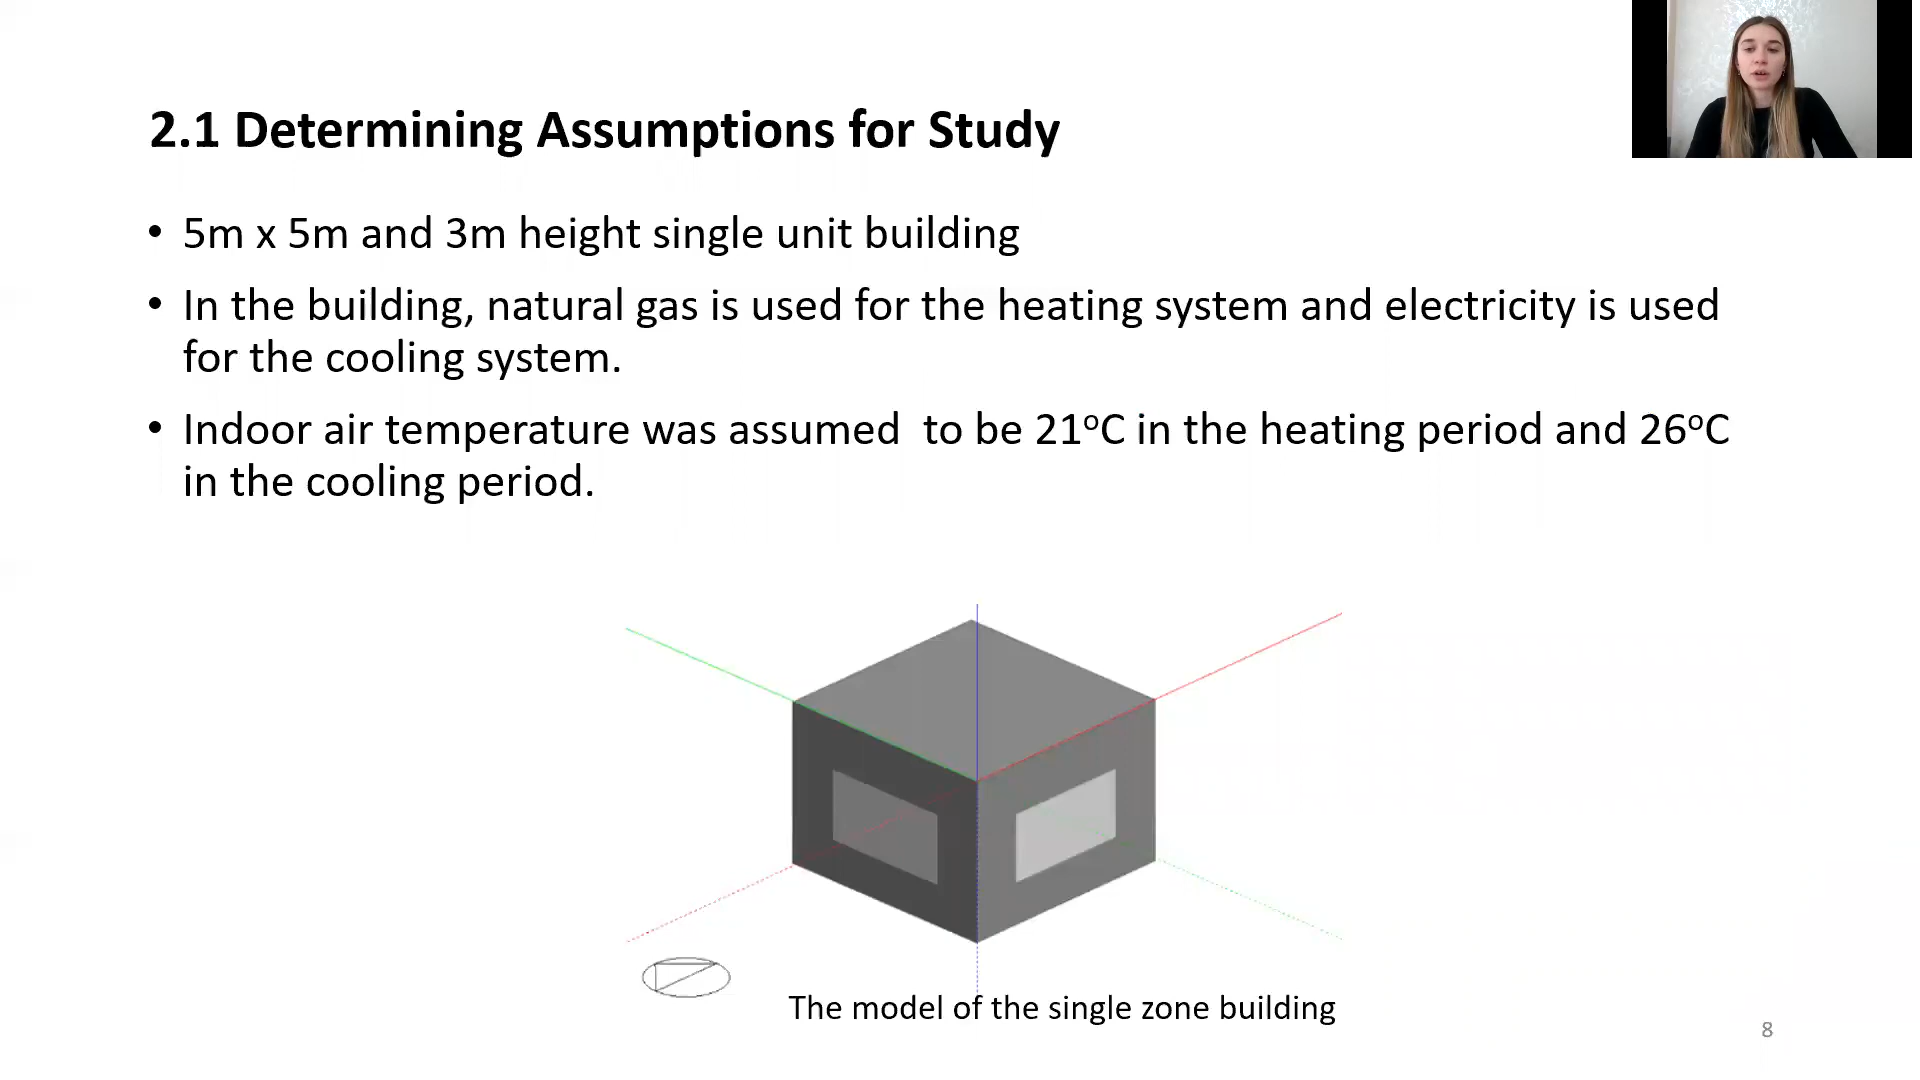 2.1 Determining Assumptions for Study
• 5m x 5m and 3m height single unit building
• In the building, natural gas is used for the heating system and electricity is used
for the cooling system.
• Indoor air temperature was assumed  to be 21ᵒC in the heating period and 26ᵒC
in the cooling period.
The model of the single zone building
8